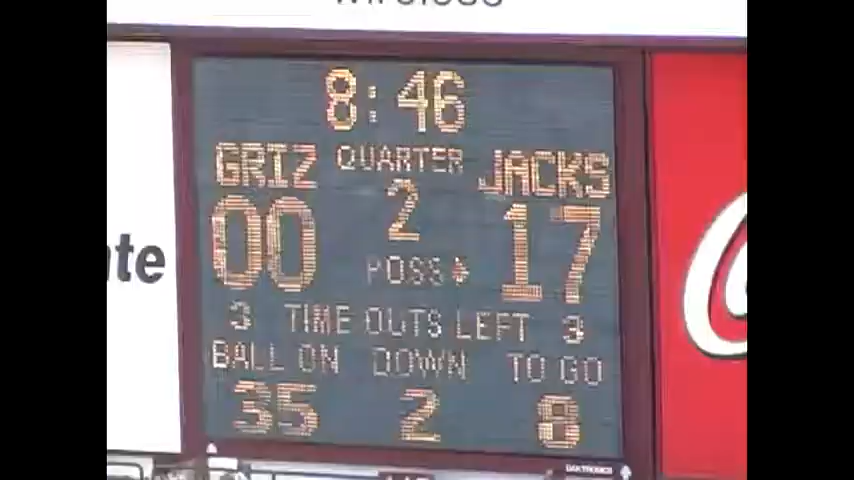 8:46
GRIZ QUARTER JACKS
00 2 17
POSS
3 TIME OUTS LEFT 3
BALL ON DOWN TO GO
35 2 8
DAKTRONICS